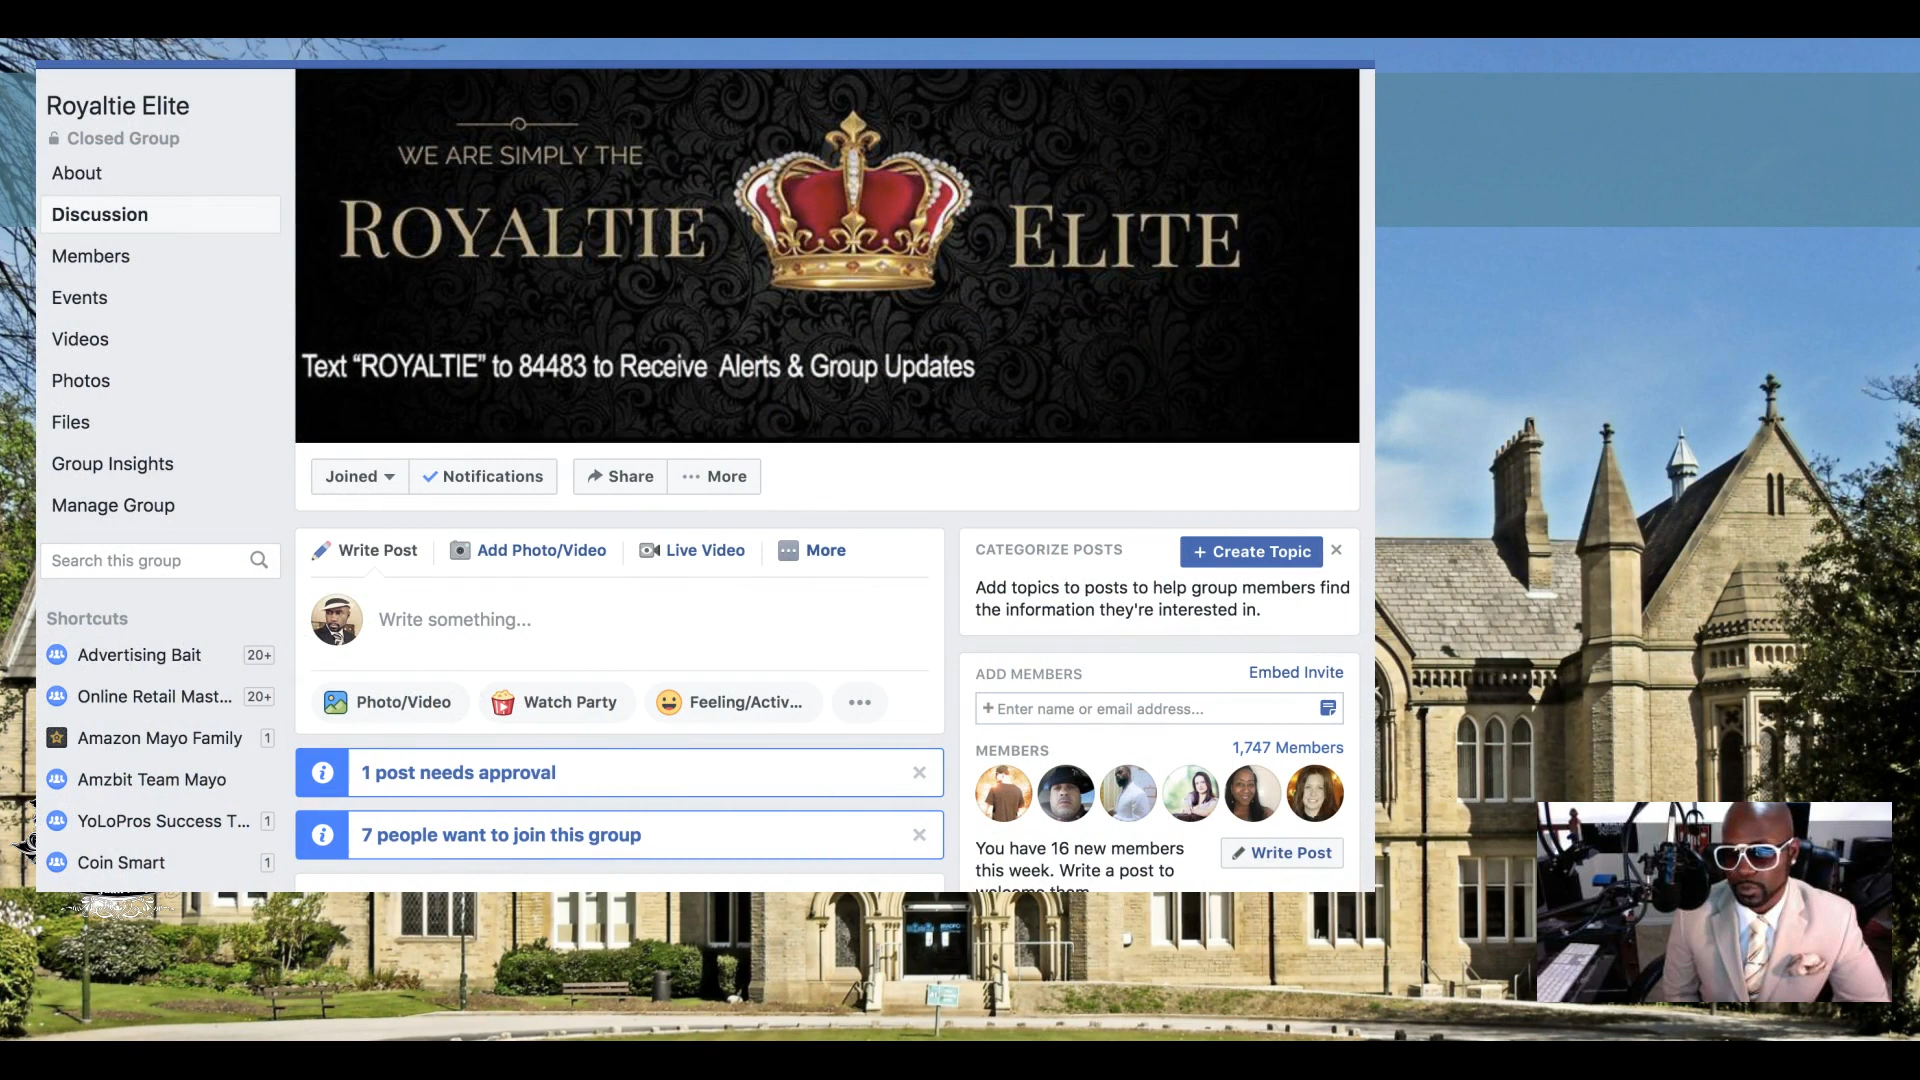 Royaltie Elite
Closed Group
About
Discussion
Members
Events
Videos
Photos
Files
Group Insights
Manage Group
Search this group
Shortcuts
Advertising Bait 20+
Online Retail Mast... 20+
Amazon Mayo Family 1
Amzbit Team Mayo
YoLoPros Success T... 1
Coin Smart 1
WE ARE SIMPLY THE
ROYALTIE ELITE
Text “ROYALTIE” to 84483 to Receive Alerts & Group Updates
Joined Notifications Share ... More
Write Post Add Photo/Video Live Video More
Write something...
Photo/Video Watch Party Feeling/Activ... ...
1 post needs approval
7 people want to join this group
CATEGORIZE POSTS + Create Topic
Add topics to posts to help group members find
the information they're interested in.
ADD MEMBERS Embed Invite
+ Enter name or email address...
MEMBERS 1,747 Members
You have 16 new members
this week. Write a post to
welcome them.
Write Post